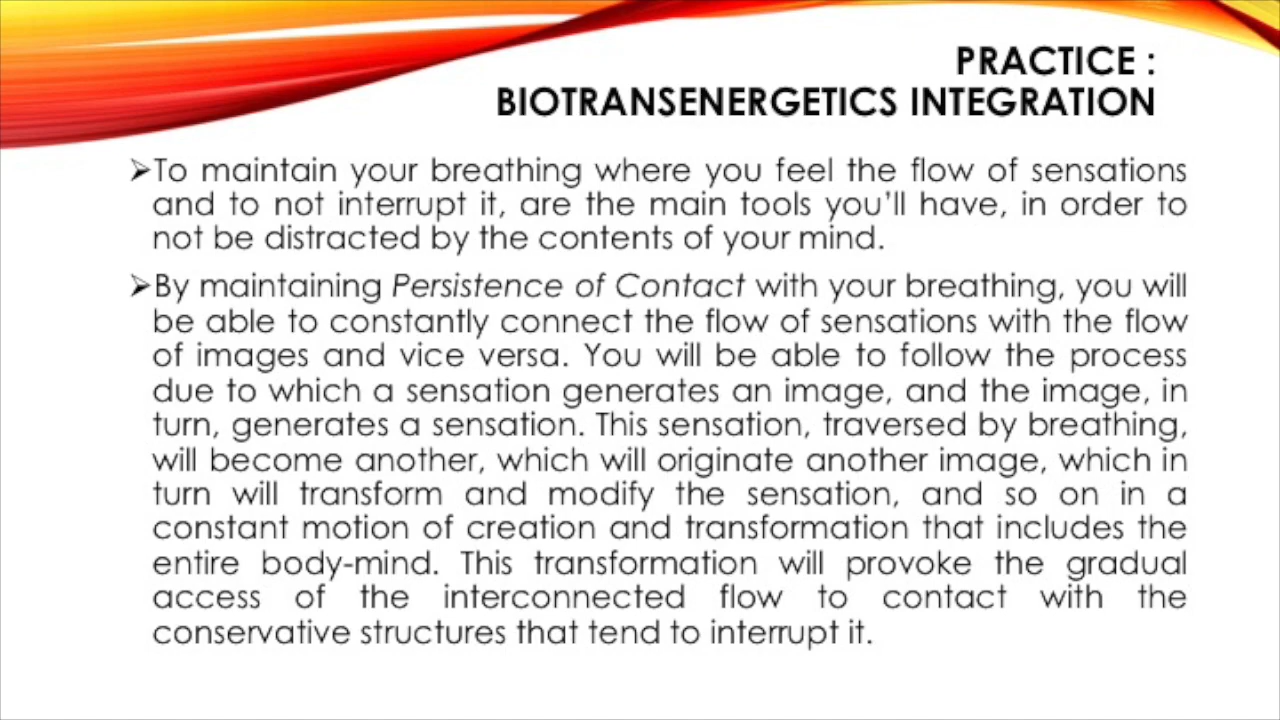 PRACTICE :
BIOTRANSENERGETICS INTEGRATION
➢To maintain your breathing where you feel the flow of sensations
and to not interrupt it, are the main tools you’ll have, in order to
not be distracted by the contents of your mind.
➢By maintaining Persistence of Contact with your breathing, you will
be able to constantly connect the flow of sensations with the flow
of images and vice versa. You will be able to follow the process
due to which a sensation generates an image, and the image, in
turn, generates a sensation. This sensation, traversed by breathing,
will become another, which will originate another image, which in
turn will transform and modify the sensation, and so on in a
constant motion of creation and transformation that includes the
entire body-mind. This transformation will provoke the gradual
access of the interconnected flow to contact with the
conservative structures that tend to interrupt it.